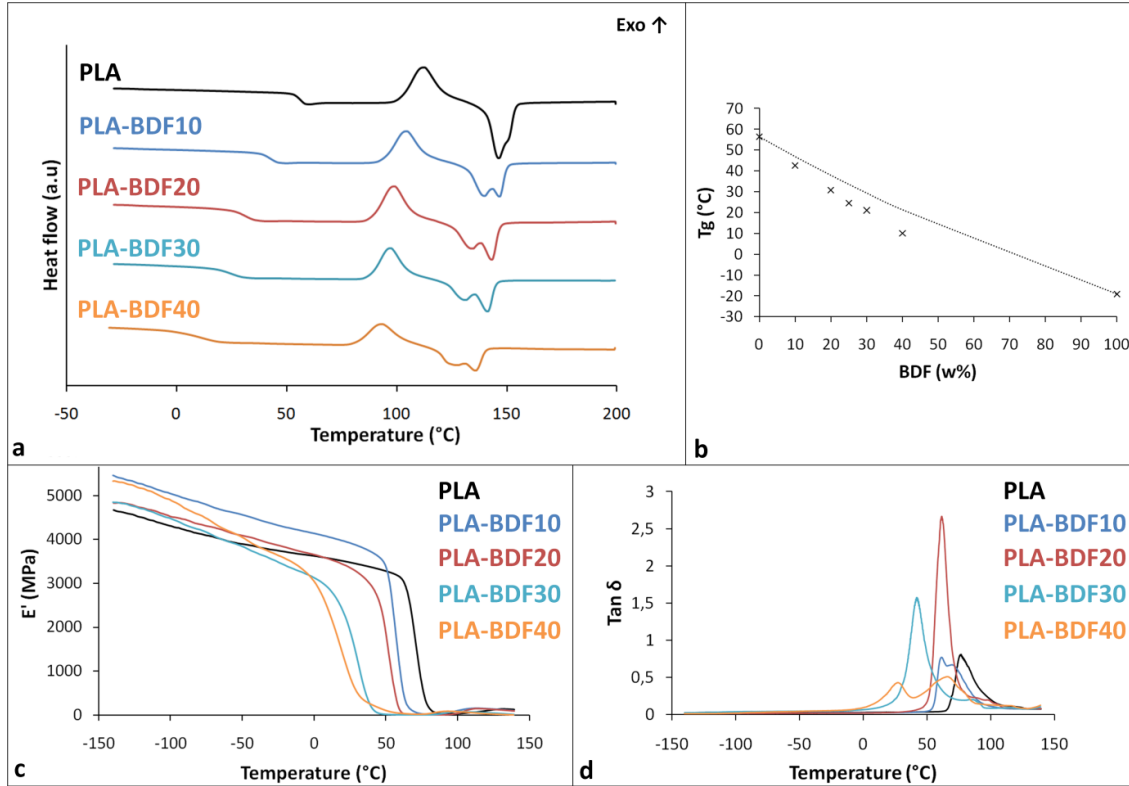 Exo ↑
PLA
PLA-BDF10
PLA-BDF20
PLA-BDF30
PLA-BDF40
Heat flow (a.u)
-50 0 50 100 150 200
Temperature (°C)
a
70
60
50
40
30
20
10
0
-10
-20
-30
Tg (°C)
0 10 20 30 40 50 60 70 80 90 100
BDF (w%)
b
5000
4000
3000
2000
1000
0
E' (MPa)
PLA
PLA-BDF10
PLA-BDF20
PLA-BDF30
PLA-BDF40
-150 -100 -50 0 50 100 150
Temperature (°C)
c
3
2,5
2
1,5
1
0,5
0
Tan δ
PLA
PLA-BDF10
PLA-BDF20
PLA-BDF30
PLA-BDF40
-150 -100 -50 0 50 100 150
Temperature (°C)
d